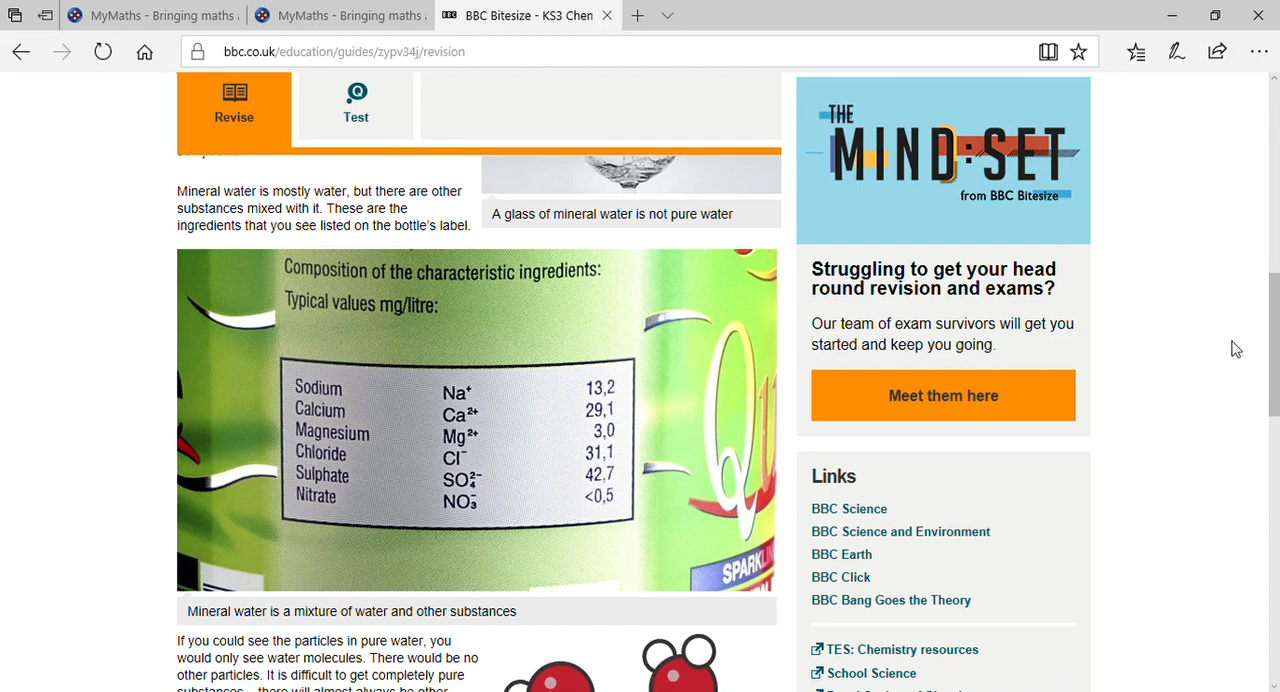 MyMaths - Bringing maths
MyMaths - Bringing maths
BBC Bitesize - KS3 Chen
bbc.co.uk/education/guides/zypv34j/revision
Revise
Test
Mineral water is mostly water, but there are other
substances mixed with it. These are the
ingredients that you see listed on the bottle's label.
A glass of mineral water is not pure water
Composition of the characteristic ingredients:
Typical values mg/litre:
Sodium Na⁺ 13,2
Calcium Ca²⁺ 29,1
Magnesium Mg²⁺ 3,0
Chloride Cl⁻ 31,1
Sulphate SO₄²⁻ 42,7
Nitrate NO₃⁻ <0,5
SPARKLIN
Mineral water is a mixture of water and other substances
If you could see the particles in pure water, you
would only see water molecules. There would be no
other particles. It is difficult to get completely pure
substances - there will almost always be other
THE
MIND:SET
from BBC Bitesize
Struggling to get your head
round revision and exams?
Our team of exam survivors will get you
started and keep you going.
Meet them here
Links
BBC Science
BBC Science and Environment
BBC Earth
BBC Click
BBC Bang Goes the Theory
TES: Chemistry resources
School Science